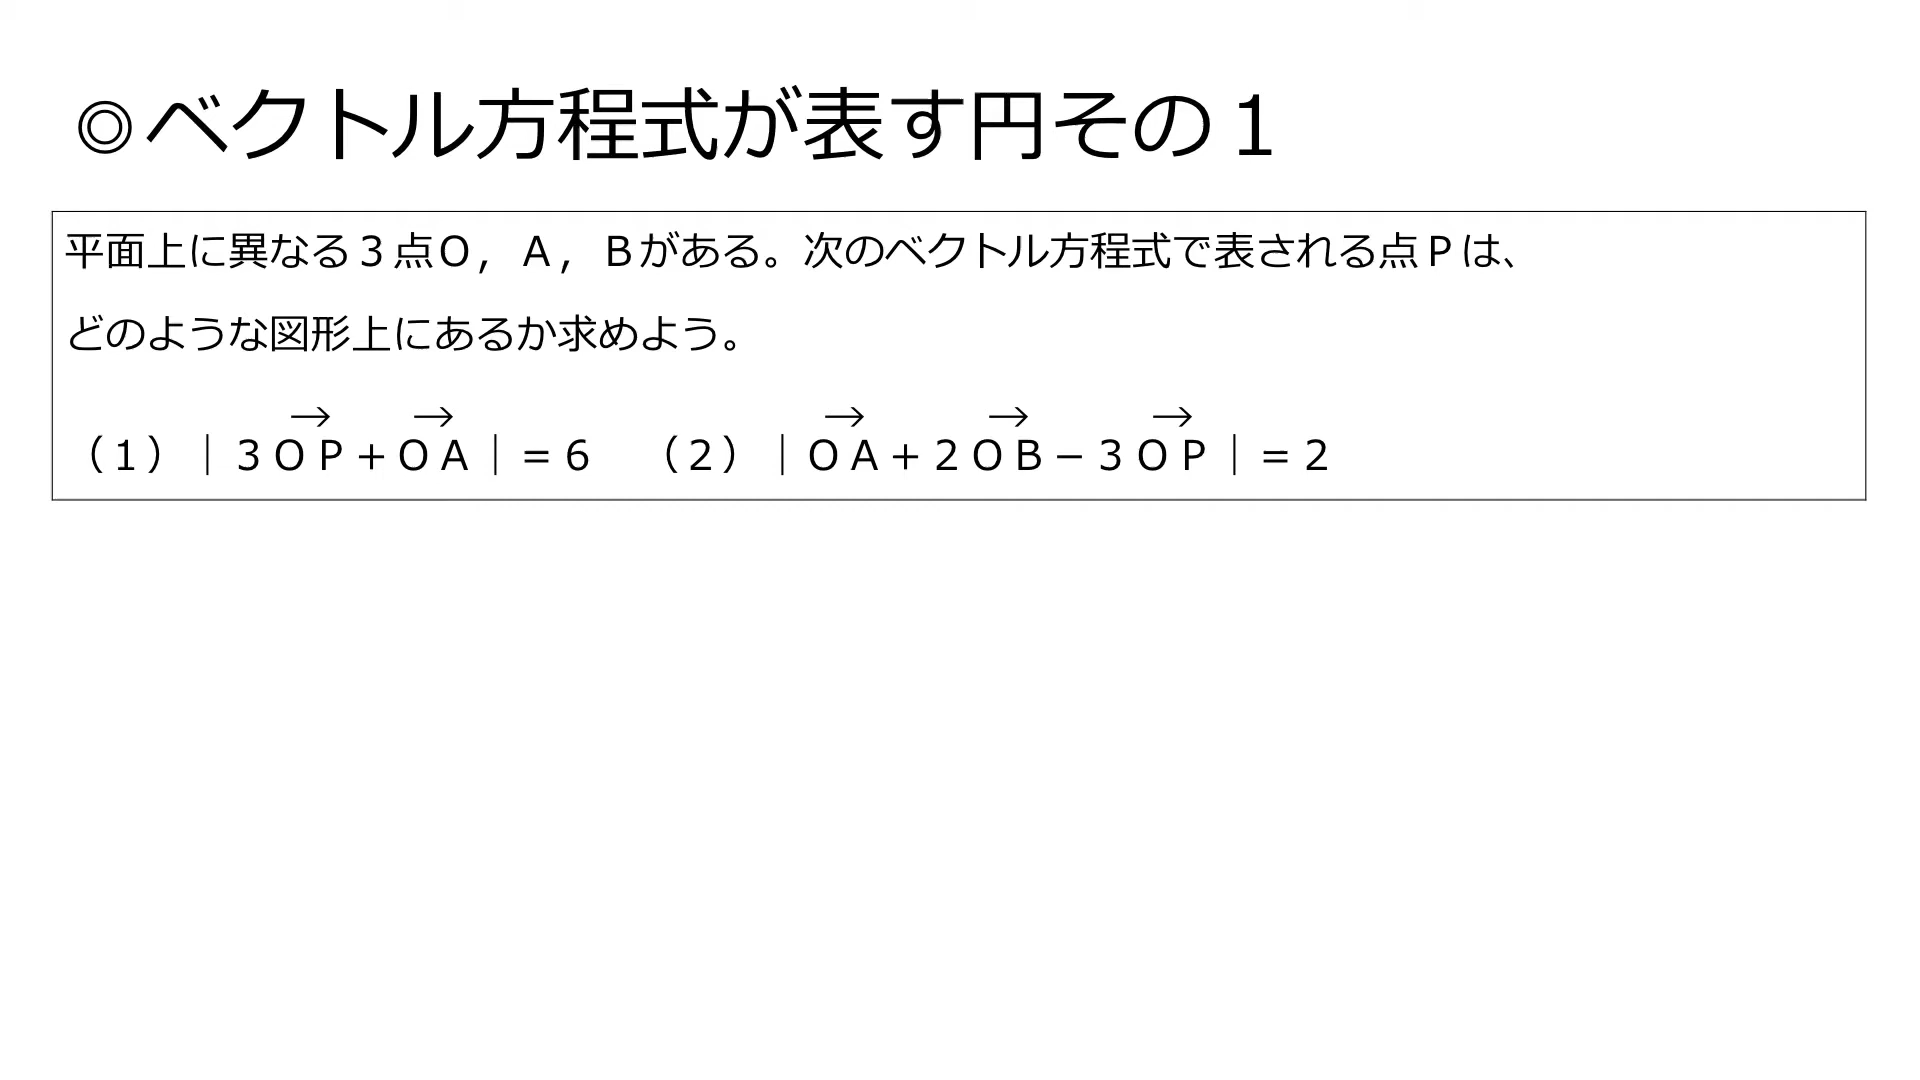 ◎ベクトル方程式が表す円その１
平面上に異なる３点Ｏ，Ａ，Ｂがある。次のベクトル方程式で表される点Ｐは、
どのような図形上にあるか求めよう。
→ → → → →
（１）｜３ＯＰ＋ＯＡ｜＝６ （２）｜ＯＡ＋２ＯＢ－３ＯＰ｜＝２